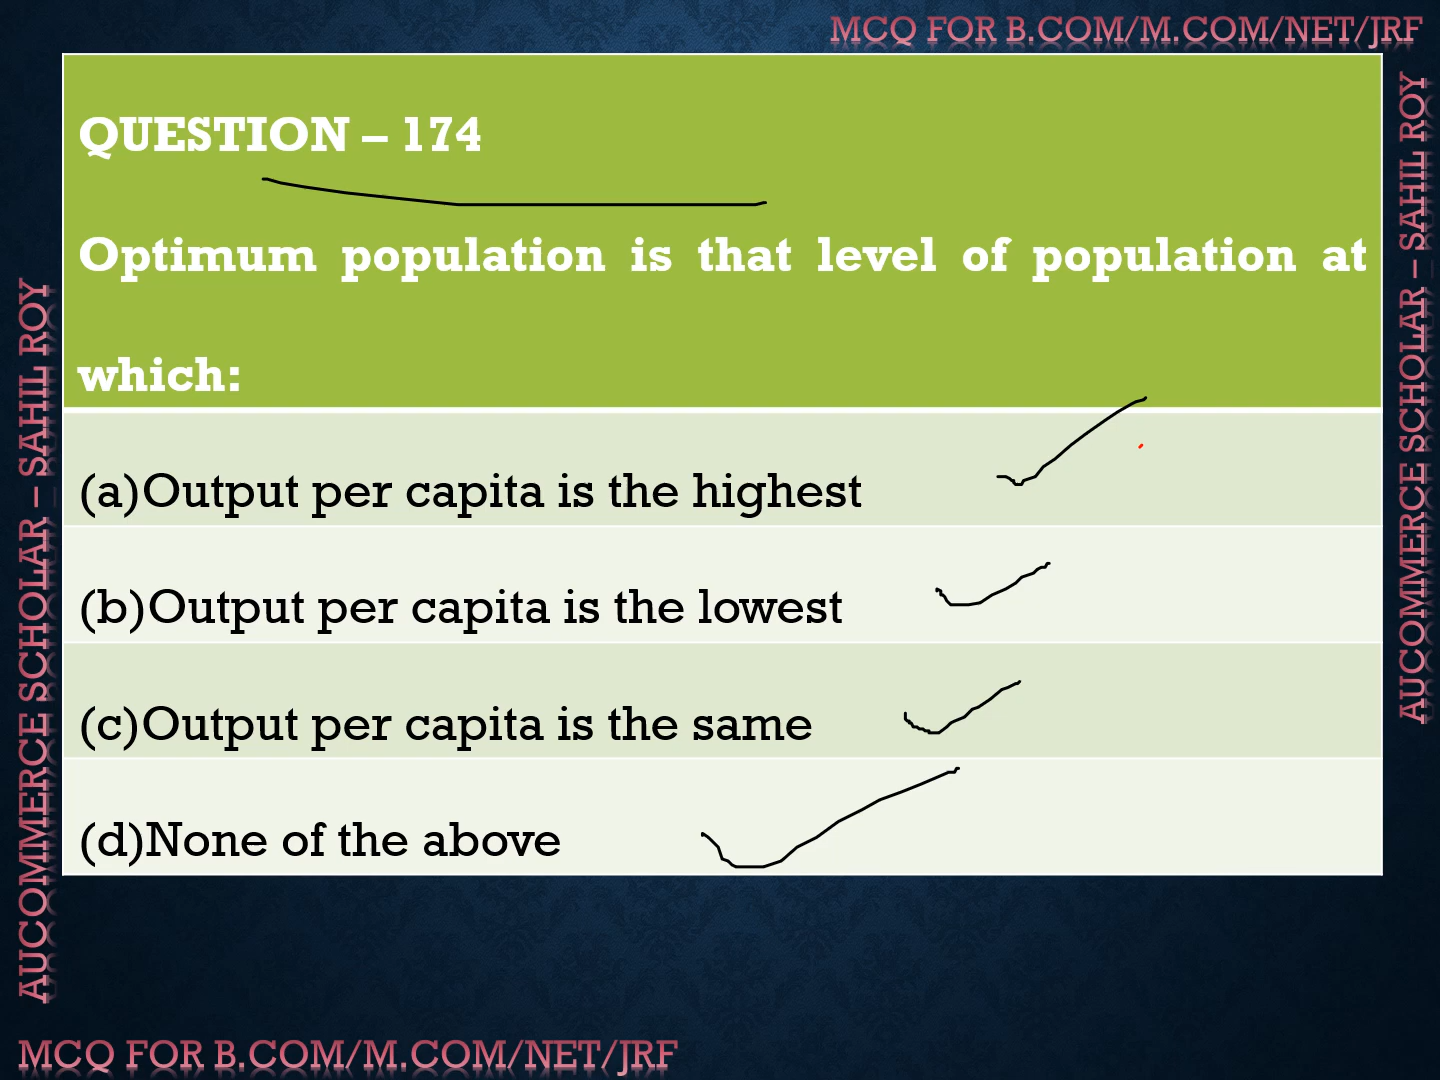 MCQ FOR B.COM/M.COM/NET/JRF
QUESTION – 174
Optimum population is that level of population at
which:
(a)Output per capita is the highest
(b)Output per capita is the lowest
(c)Output per capita is the same
(d)None of the above
AUCOMMERCE SCHOLAR – SAHIL ROY
AUCOMMERCE SCHOLAR – SAHIL ROY
MCQ FOR B.COM/M.COM/NET/JRF